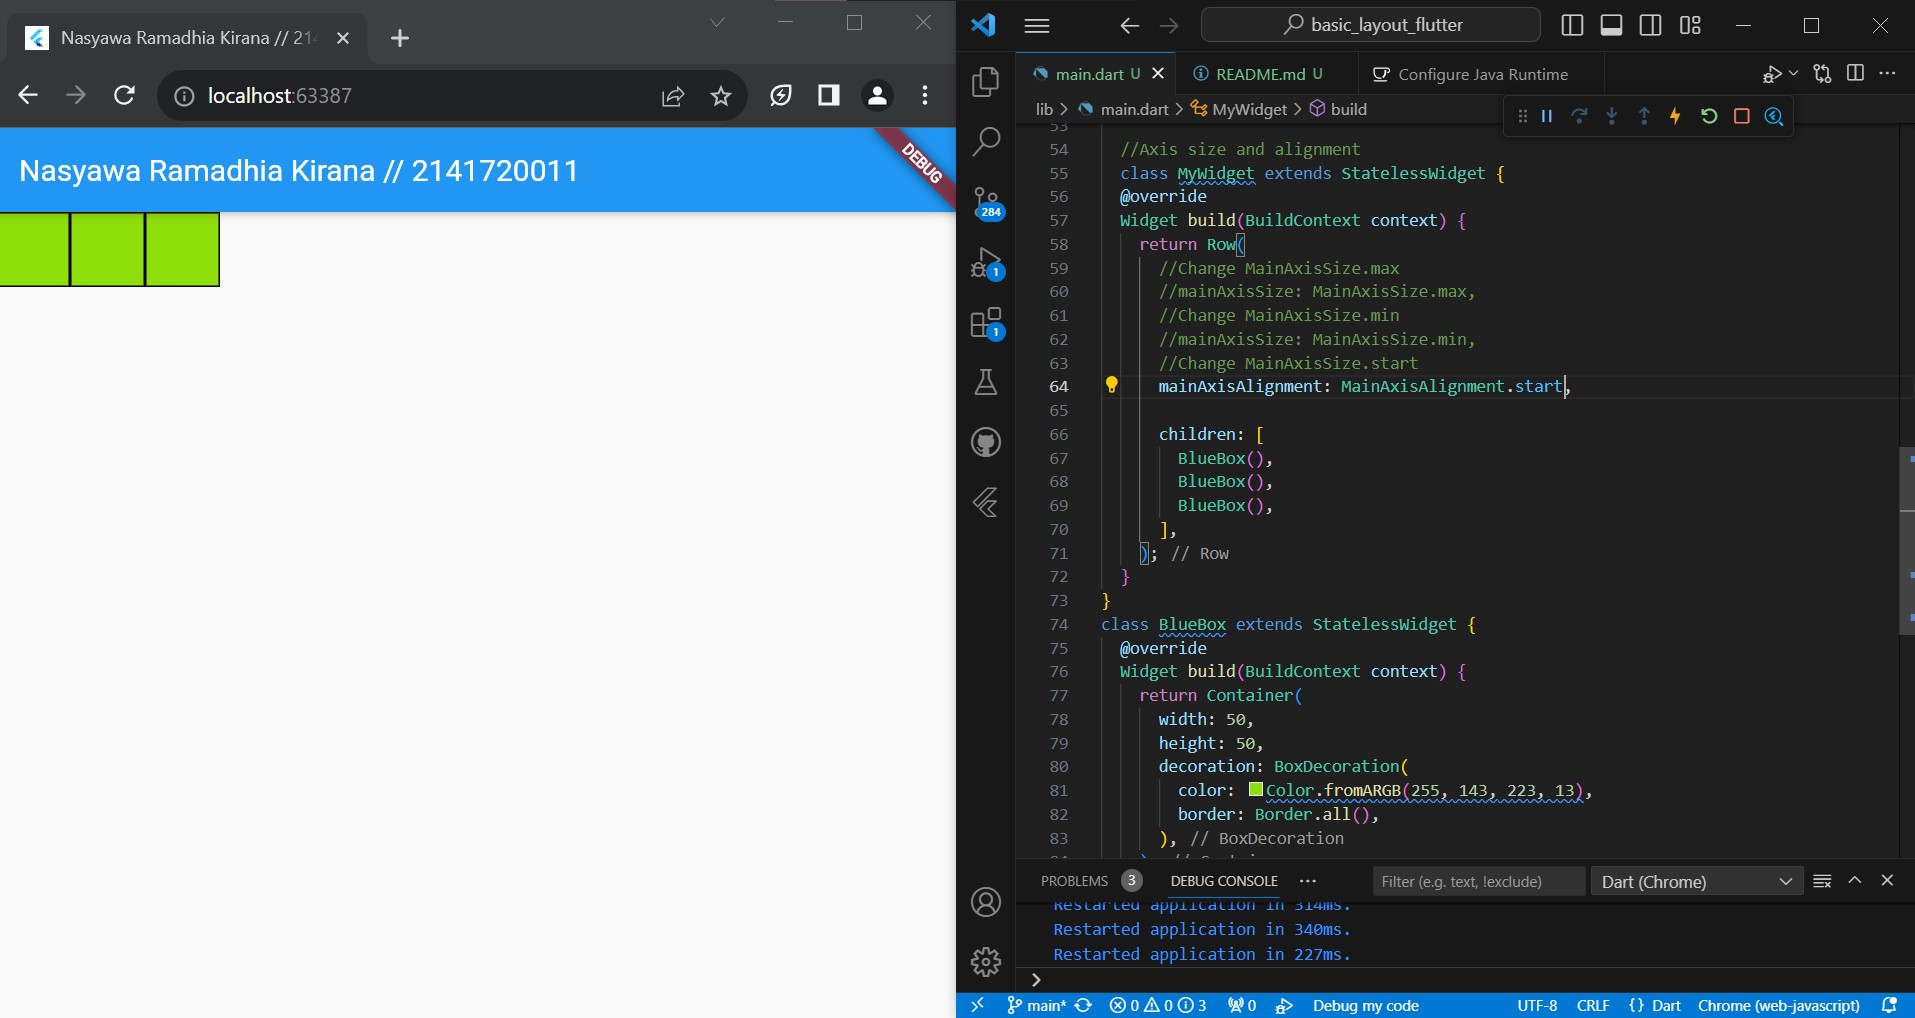 Nasyawa Ramadhia Kirana // 214
localhost:63387
Nasyawa Ramadhia Kirana // 2141720011
DEBUG
basic_layout_flutter
main.dart U
README.md U
Configure Java Runtime
lib > main.dart > MyWidget > build
53
54 //Axis size and alignment
55 class MyWidget extends StatelessWidget {
56 @override
57 Widget build(BuildContext context) {
58 return Row(
59 //Change MainAxisSize.max
60 //mainAxisSize: MainAxisSize.max,
61 //Change MainAxisSize.min
62 //mainAxisSize: MainAxisSize.min,
63 //Change MainAxisSize.start
64 mainAxisAlignment: MainAxisAlignment.start,
65
66 children: [
67 BlueBox(),
68 BlueBox(),
69 BlueBox(),
70 ],
71 ); // Row
72 }
73 }
74 class BlueBox extends StatelessWidget {
75 @override
76 Widget build(BuildContext context) {
77 return Container(
78 width: 50,
79 height: 50,
80 decoration: BoxDecoration(
81 color: Color.fromARGB(255, 143, 223, 13),
82 border: Border.all(),
83 ), // BoxDecoration
284
1
1
PROBLEMS 3 DEBUG CONSOLE ···
Filter (e.g. text, !exclude)
Dart (Chrome)
Restarted application in 314ms.
Restarted application in 340ms.
Restarted application in 227ms.
>
main* 0 0 3 0 Debug my code UTF-8 CRLF {} Dart Chrome (web-javascript)